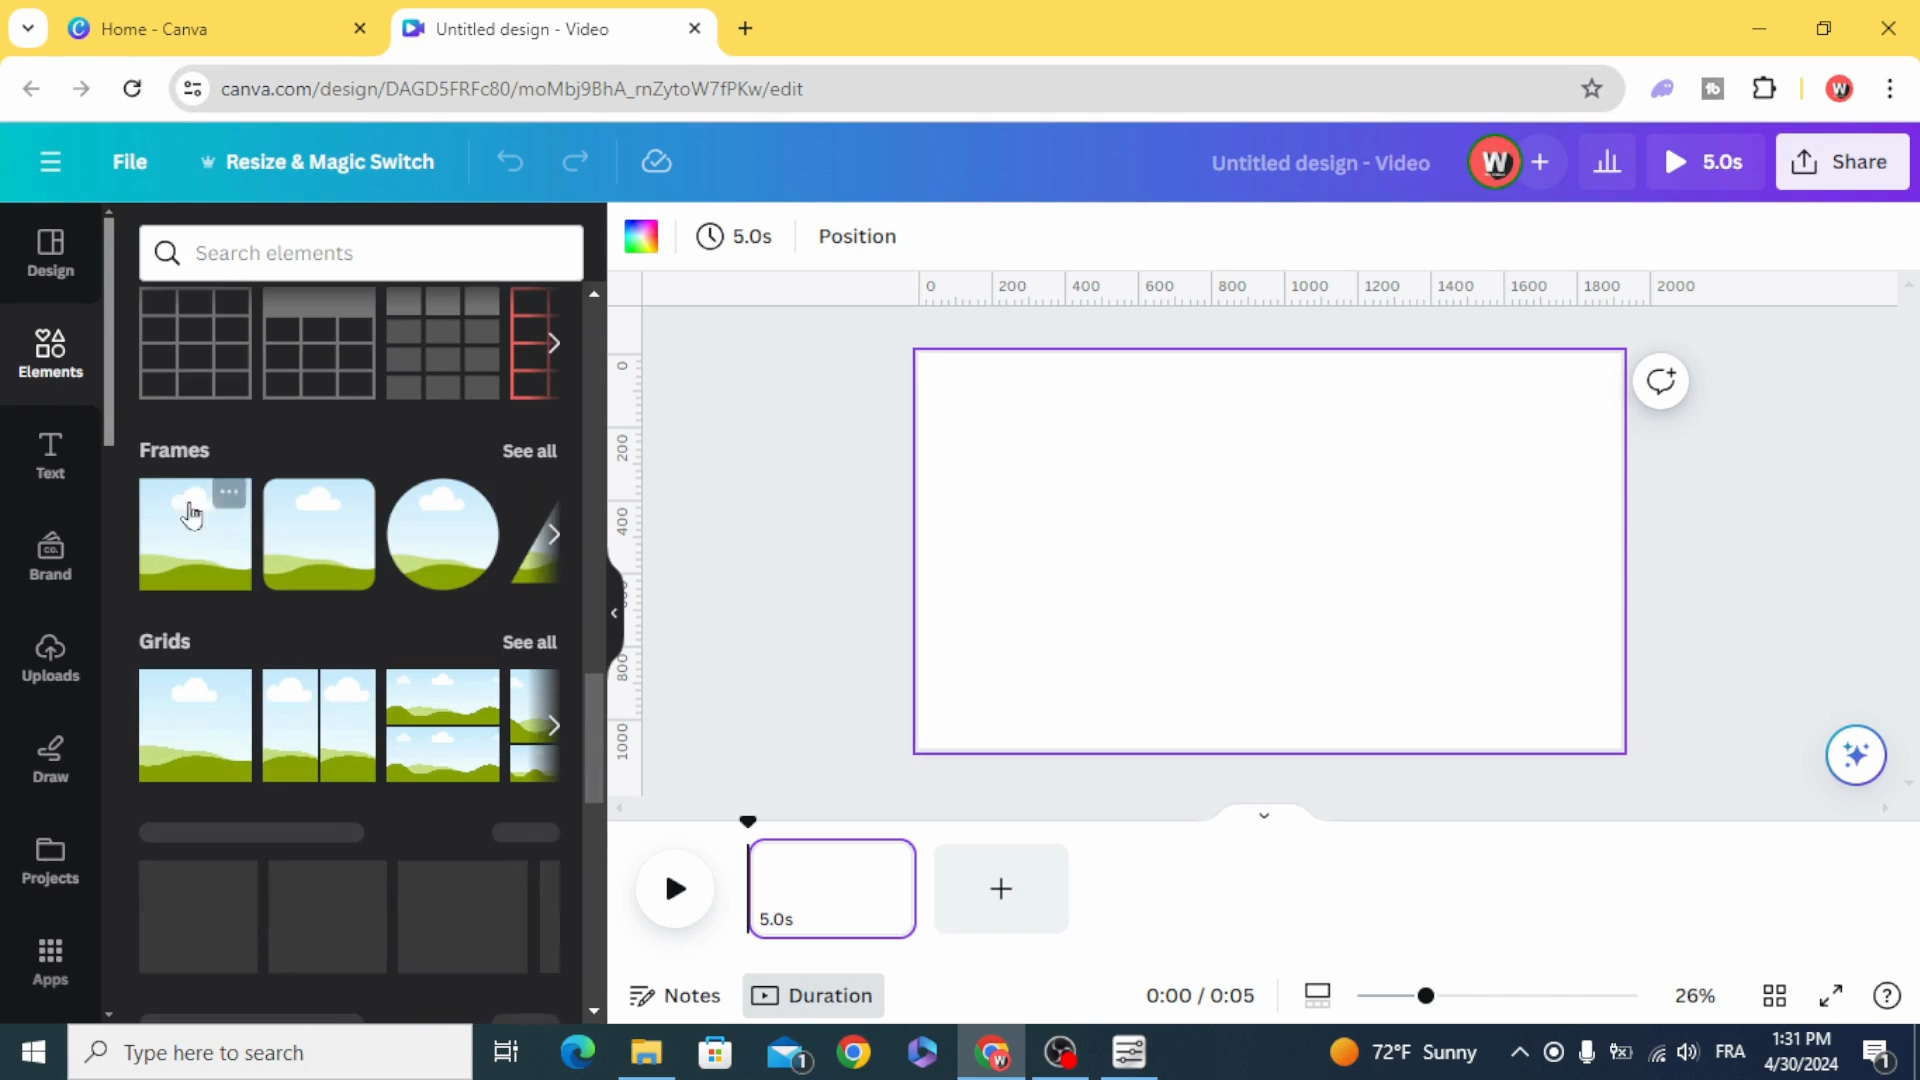 Home - Canva
Untitled design - Video
canva.com/design/DAGD5FRFc80/moMbj9BhA_rnZytoW7fPKw/edit
File
Resize & Magic Switch
Untitled design - Video
W
5.0s
Share
Design
Elements
Text
Brand
Uploads
Draw
Projects
Apps
Search elements
Frames
See all
Grids
See all
5.0s
Position
0 200 400 600 800 1000 1200 1400 1600 1800 2000
0
200
400
800
1000
5.0s
Notes
Duration
0:00 / 0:05
26%
Type here to search
1
72°F Sunny
FRA
1:31 PM
4/30/2024
1